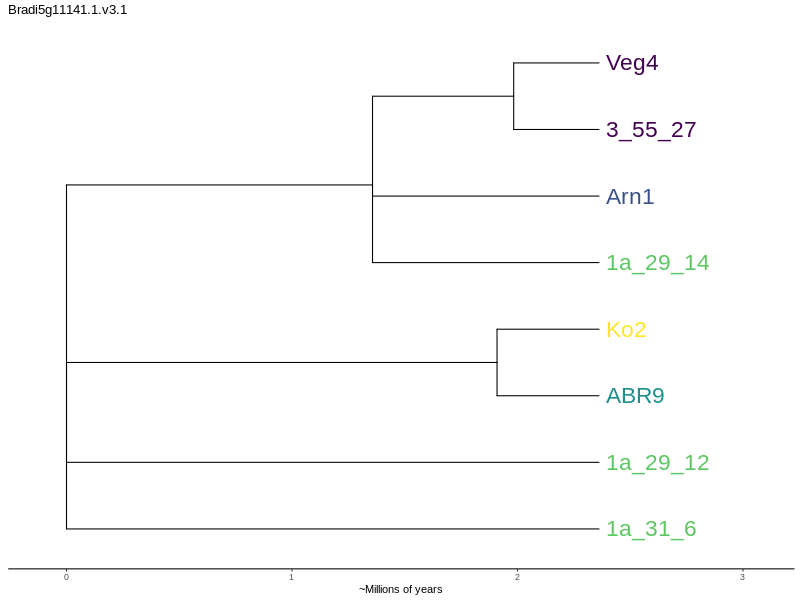 Bradi5g11141.1.v3.1
Veg4
3_55_27
Arn1
1a_29_14
Ko2
ABR9
1a_29_12
1a_31_6
0 1 2 3
~Millions of years